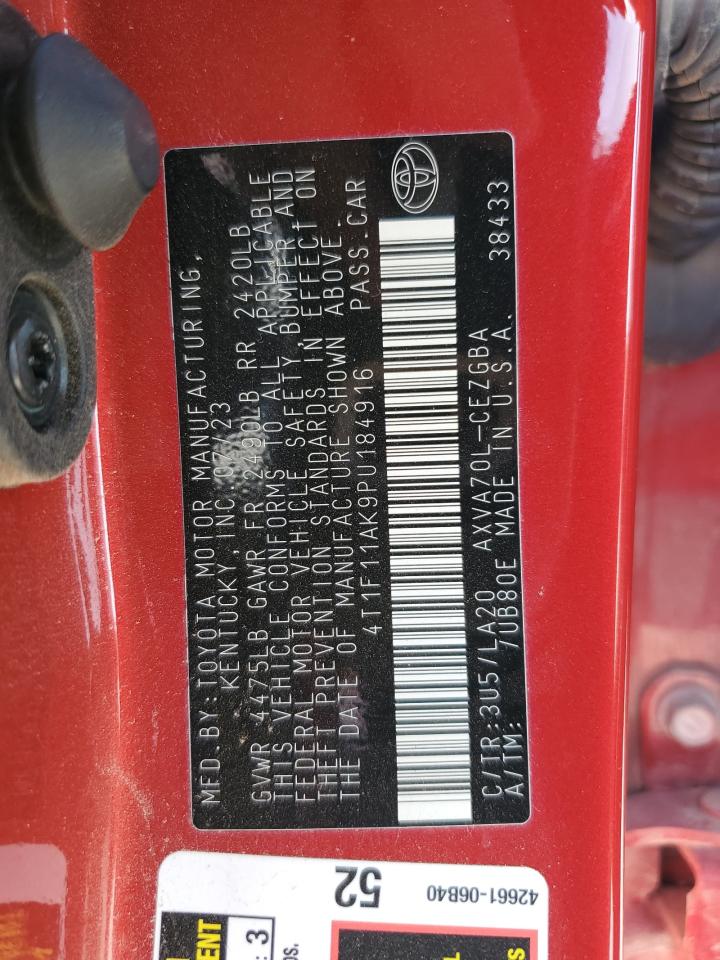 MFD.BY:TOYOTA MOTOR MANUFACTURING,
KENTUCKY,INC.07/23
GVWR 4475LB GAWR FR 2490LB RR 2420LB
THIS VEHICLE CONFORMS TO ALL APPLICABLE
FEDERAL MOTOR VEHICLE SAFETY,BUMPER AND
THEFT PREVENTION STANDARDS IN EFFECT ON
THE DATE OF MANUFACTURE SHOWN ABOVE.
4T1F11AK9PU184916 PASS.CAR
C/TR:3U5/LA20 AXVA70L-CEZGBA
A/TM: /UB80E MADE IN U.S.A. 38433
52
42661-06B40
: 3